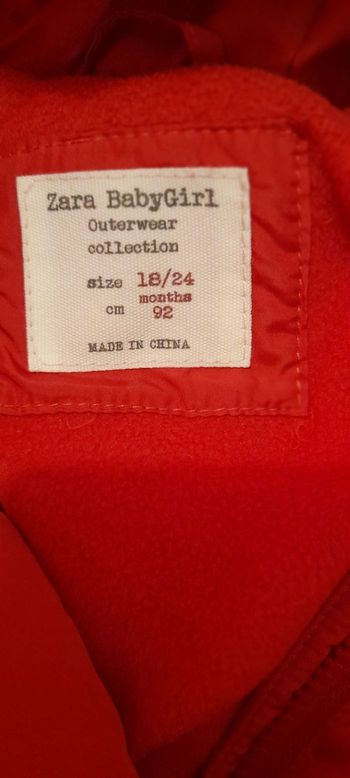 Zara BabyGirl
Outerwear
collection
size 18/24
months
cm 92
MADE IN CHINA